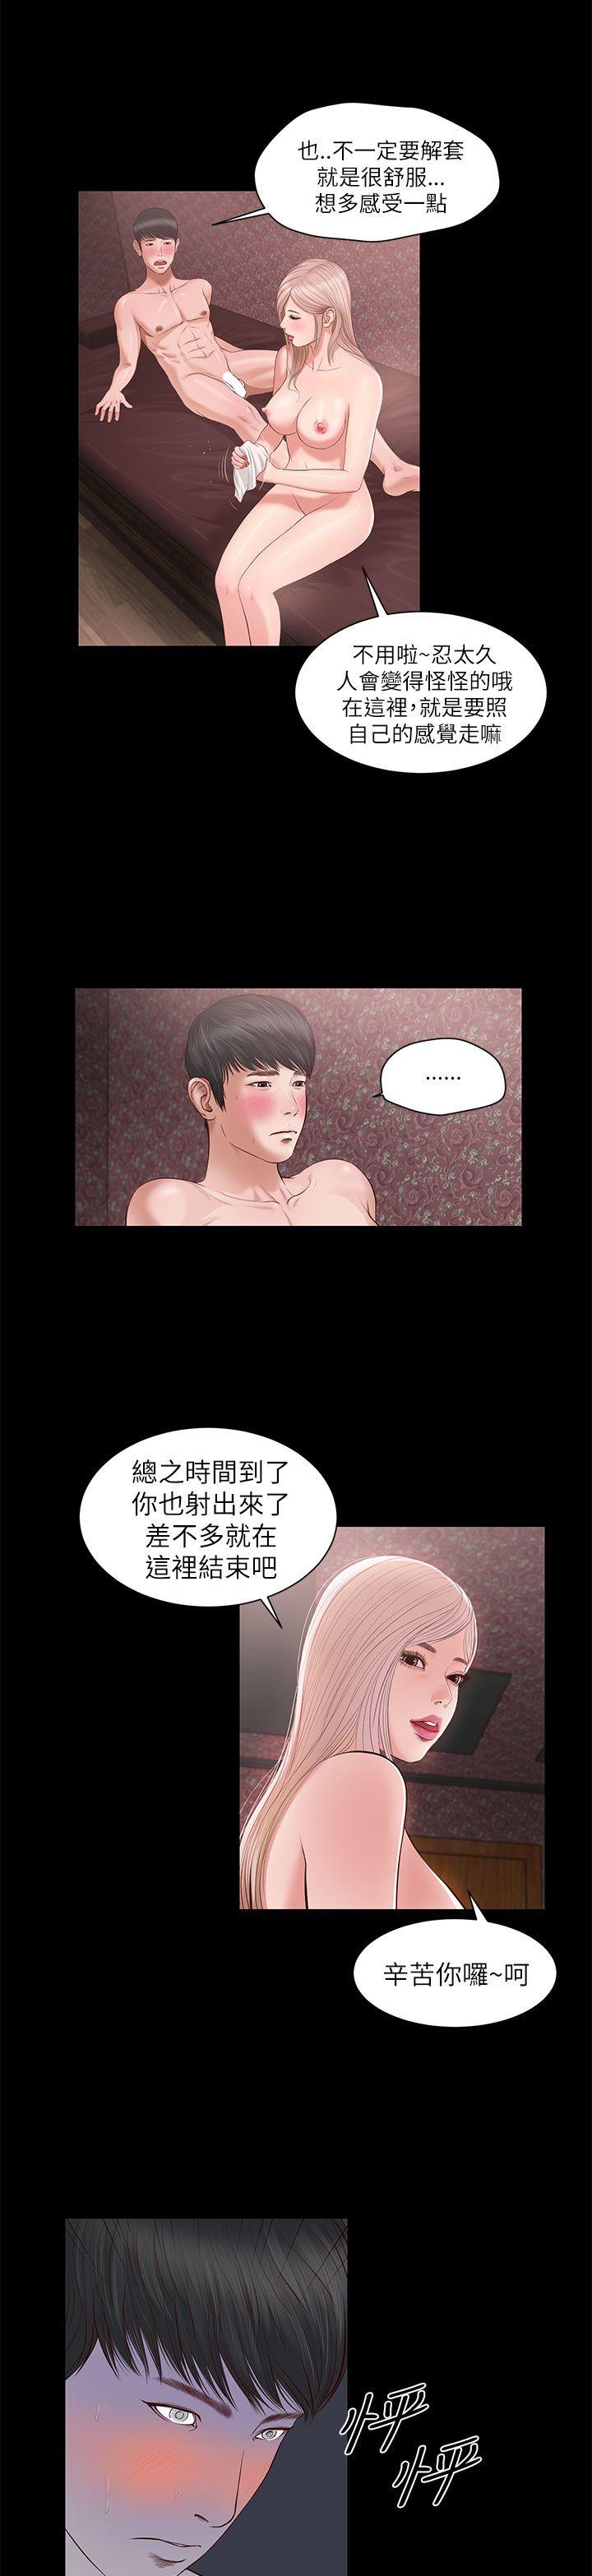 也..不一定要解套
就是很舒服...
想多感受一點
不用啦~忍太久
人會變得怪怪的哦
在這裡，就是要照
自己的感覺走嘛
......
總之時間到了
你也射出來了
差不多就在
這裡結束吧
辛苦你囉~呵
怦
怦